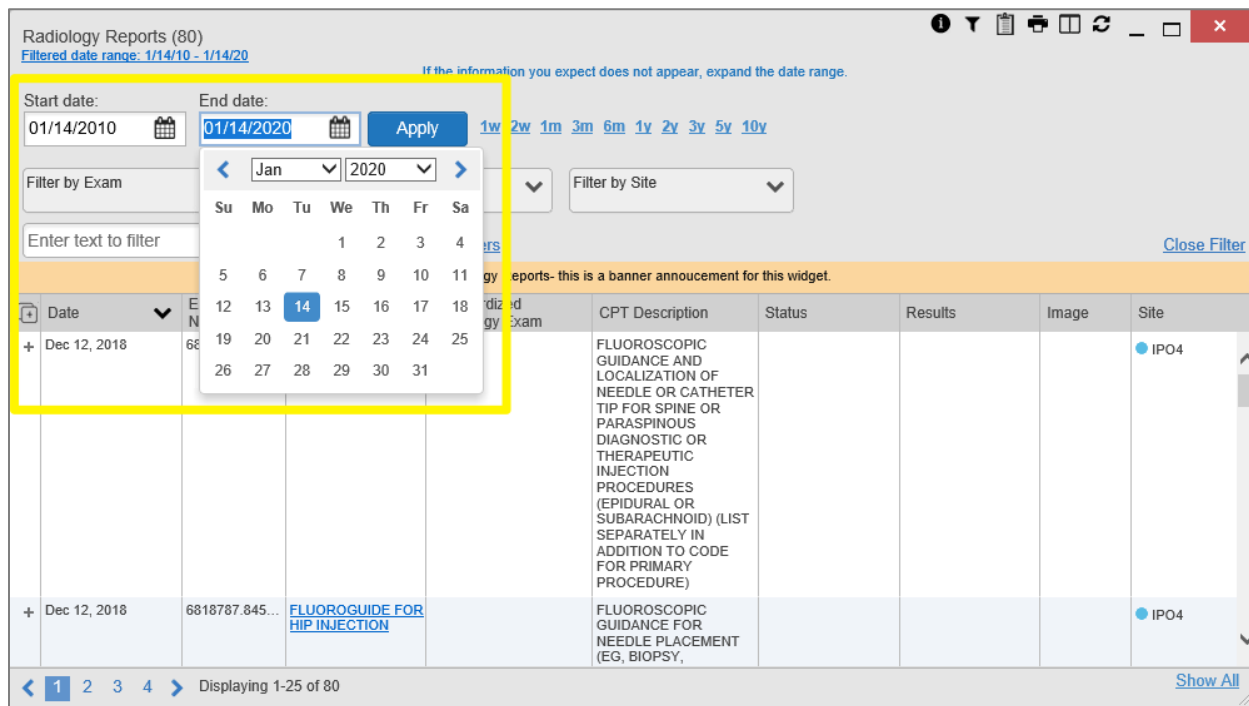 Radiology Reports (80)
Filtered date range: 1/14/10 - 1/14/20
If the information you expect does not appear, expand the date range.
Start date:
End date:
01/14/2010
01/14/2020
Apply
1w 2w 1m 3m 6m 1y 2y 3y 5y 10y
Jan 2020
Filter by Exam
Filter by Site
Su Mo Tu We Th Fr Sa
1 2 3 4
5 6 7 8 9 10 11
12 13 14 15 16 17 18
19 20 21 22 23 24 25
26 27 28 29 30 31
Enter text to filter
Close Filter
Reports- this is a banner annoucement for this widget.
Date
CPT Description
Status
Results
Image
Site
Exam
+ Dec 12, 2018
68
FLUOROSCOPIC
GUIDANCE AND
LOCALIZATION OF
NEEDLE OR CATHETER
TIP FOR SPINE OR
PARASPINOUS
DIAGNOSTIC OR
THERAPEUTIC
INJECTION
PROCEDURES
(EPIDURAL OR
SUBARACHNOID) (LIST
SEPARATELY IN
ADDITION TO CODE
FOR PRIMARY
PROCEDURE)
IPO4
+ Dec 12, 2018
6818787.845...
FLUOROGUIDE FOR
HIP INJECTION
FLUOROSCOPIC
GUIDANCE FOR
NEEDLE PLACEMENT
(EG, BIOPSY,
IPO4
1 2 3 4
Displaying 1-25 of 80
Show All